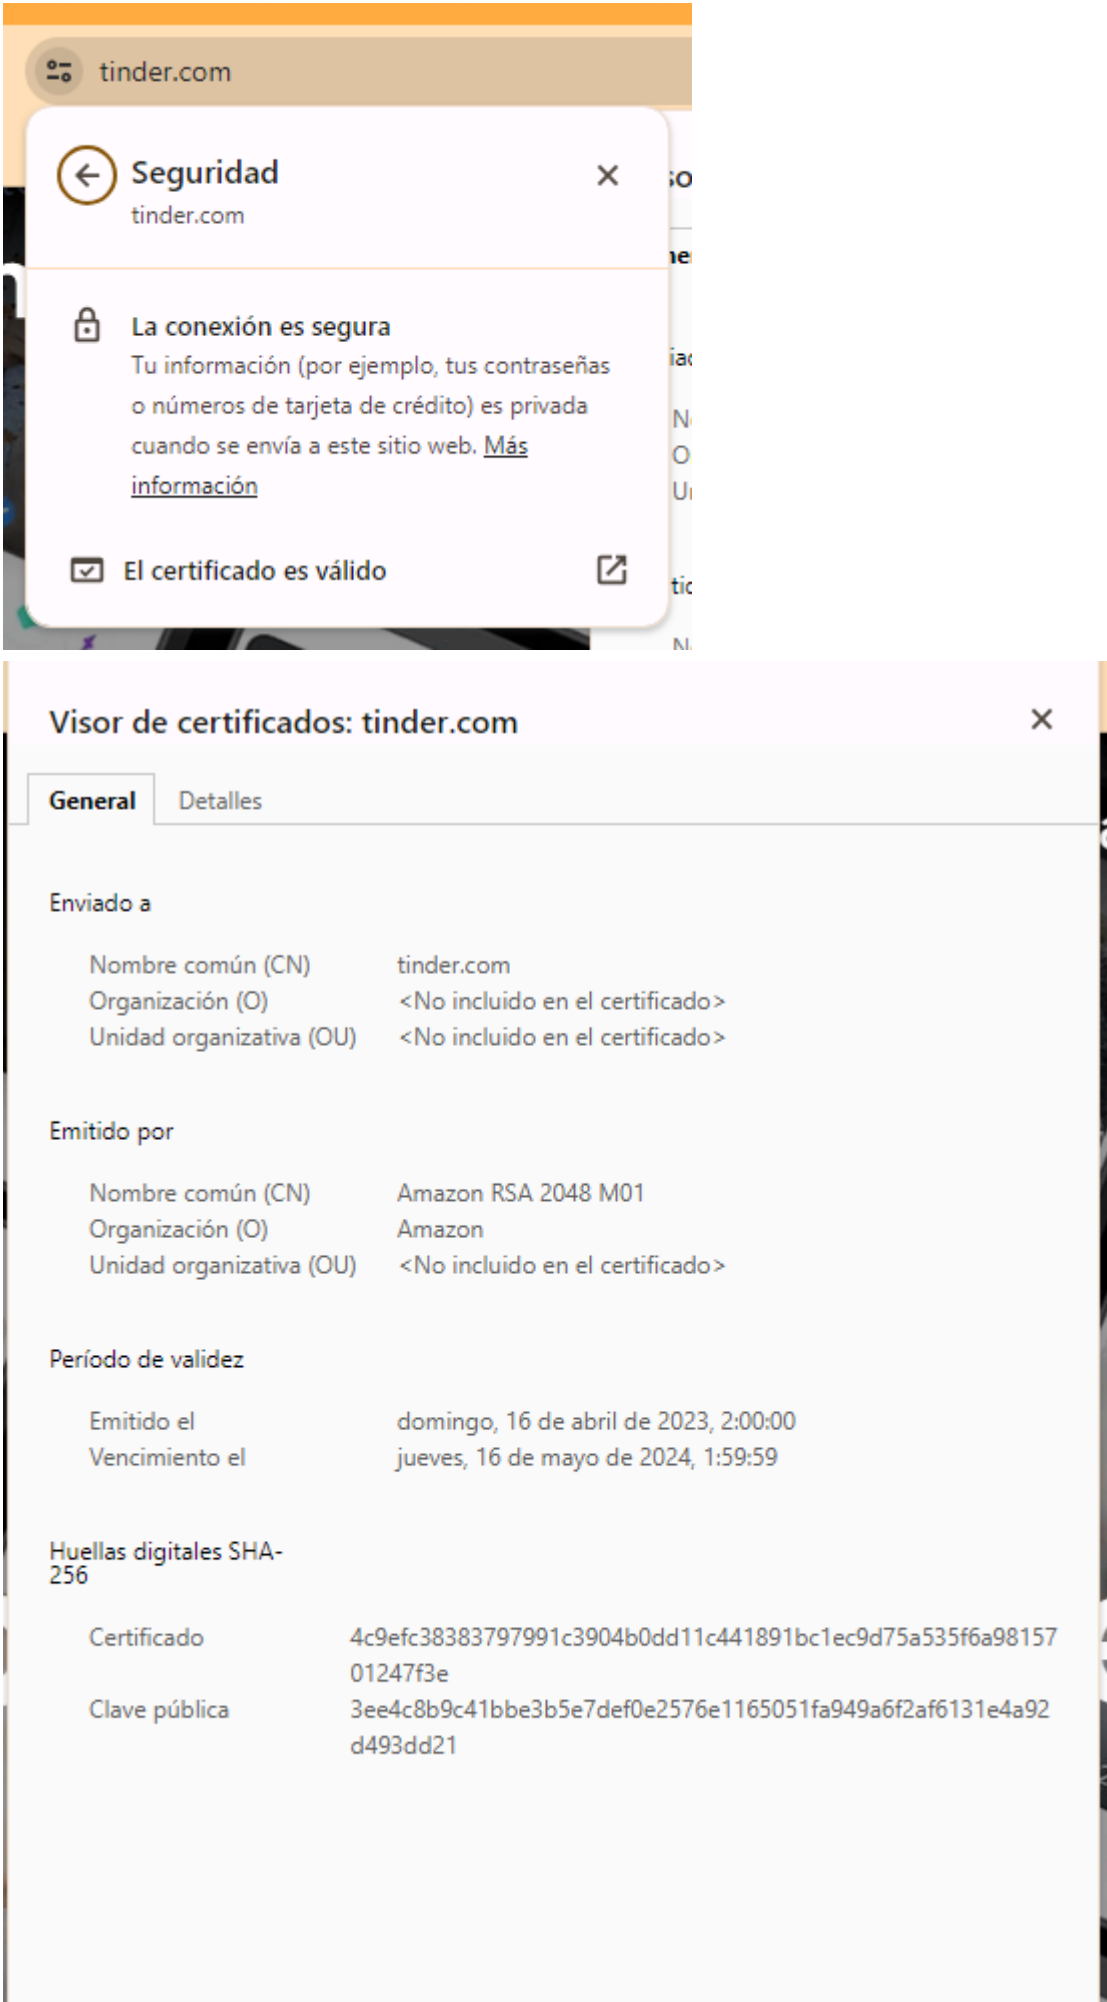 tinder.com
Seguridad
tinder.com
La conexión es segura
Tu información (por ejemplo, tus contraseñas
o números de tarjeta de crédito) es privada
cuando se envía a este sitio web. Más
información
El certificado es válido
Visor de certificados: tinder.com
General Detalles
Enviado a
Nombre común (CN) tinder.com
Organización (O) <No incluido en el certificado>
Unidad organizativa (OU) <No incluido en el certificado>
Emitido por
Nombre común (CN) Amazon RSA 2048 M01
Organización (O) Amazon
Unidad organizativa (OU) <No incluido en el certificado>
Período de validez
Emitido el domingo, 16 de abril de 2023, 2:00:00
Vencimiento el jueves, 16 de mayo de 2024, 1:59:59
Huellas digitales SHA-
256
Certificado 4c9efc38383797991c3904b0dd11c441891bc1ec9d75a535f6a98157
01247f3e
Clave pública 3ee4c8b9c41bbe3b5e7def0e2576e1165051fa949a6f2af6131e4a92
d493dd21